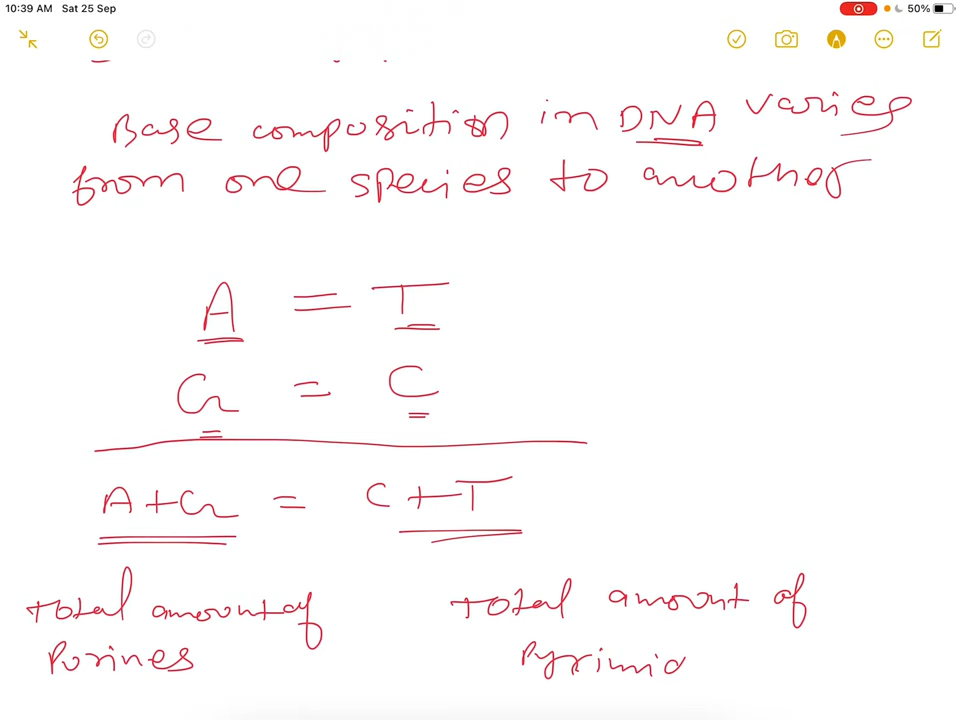 10:39 AM Sat 25 Sep 50%
Base composition in DNA varies
from one species to another
A = T
G = C
A+G = C+T
total amount of total amount of
Purines Pyrimid